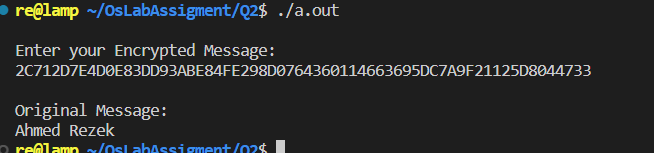 re@lamp ~/OsLabAssigment/Q2$ ./a.out
Enter your Encrypted Message:
2C712D7E4D0E83DD93ABE84FE298D0764360114663695DC7A9F21125D8044733
Original Message:
Ahmed Rezek
re@lamp ~/OsLabAssigment/Q2$